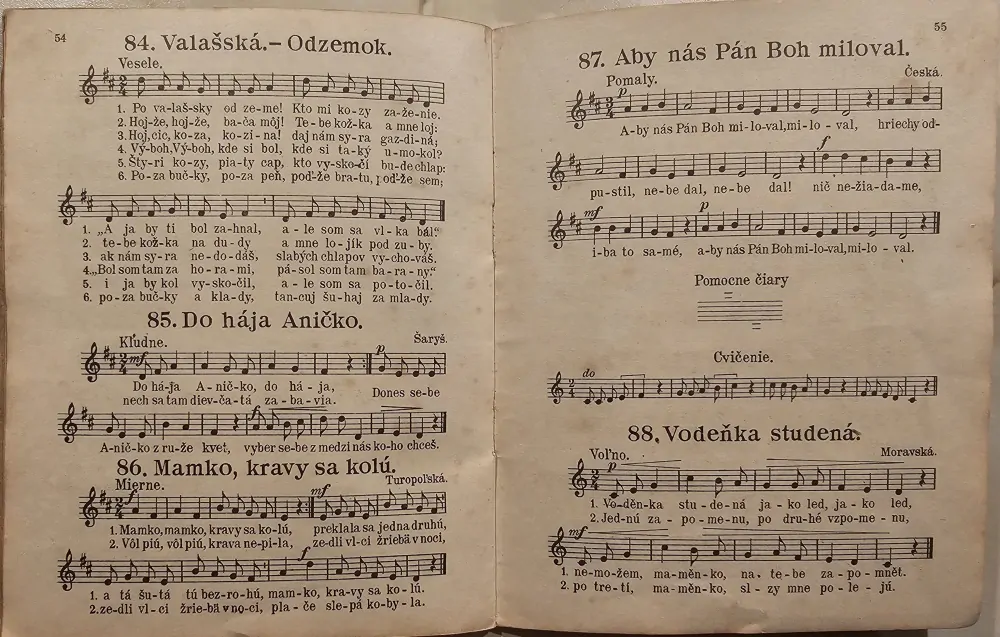 54
84. Valašská.– Odzemok.
Vesele.
1. Po va-laš-sky od ze-me! Kto mi ko-zy za-že-nie.
2. Hoj-že, hoj-že, ba-ča môj! Te-be kož-ka a mne loj:
3. Hoj, cic, ko-za, ko-zi-na! daj nám sy-ra gaz-di-ná;
4. Vý-boh, Vý-boh, kde si bol, kde si ta-ký u-mo-kol?
5. Šty-ri ko-zy, pia-ty cap, kto vy-sko-čí bu-de chlap:
6. Po-za buč-ky, po-za peň, poď-že bra-tu, poď-že sem;
1. „A ja by ti bol za-hnal, a-le som sa vl-ka bál.“
2. te-be kož-ka na du-dy a mne lo-jík pod zu-by.
3. ak nám sy-ra ne-do-dáš, slabých chlapov vy-cho-váš.
4. „Bol som tam za ho-ra-mi, pá-sol som tam ba-ra-ny.“
5. i ja by kol vy-sko-čil, a-le som sa po-to-čil.
6. po-za buč-ky a kla-dy, tan-cuj šu-haj za mla-dy.
85. Do hája Aničko.
Kľudne.
Šaryš.
mf
p
Do há-ja A-nič-ko, do há-ja,
nech sa tam diev-ča-tá za-ba-via.
Dones se-be
f
A-nič-ko z ru-že kvet, vyber se-be z medzi nás ko-ho chceš.
86. Mamko, kravy sa kolú.
Mierne.
Turopoľská.
f
mf
1. Mamko, mamko, kravy sa ko-lú, preklala sa jedna druhú,
2. Vôl piú, vôl piú, krava ne-pi-la, ze-dli vl-ci žriebä v noci,
f
1. a tá šu-tá tú bez-ro-hú, mam-ko, kra-vy sa ko-lú.
2. ze-dli vl-ci žrie-bä v no-ci, pla-če sle-pá ko-by-la.
55
87. Aby nás Pán Boh miloval.
Pomaly.
Česká.
p
A-by nás Pán Boh mi-lo-val, mi-lo-val, hriechy od-
f
pu-stil, ne-be dal, ne-be dal! nič ne-žia-da-me,
mf
p
i-ba to sa-mé, a-by nás Pán Boh mi-lo-val, mi-lo-val.
Pomocne čiary
Cvičenie.
do
88. Vodeňka studená.
Voľno.
Moravská.
p
1. Vo-děn-ka stu-de-ná ja-ko led, ja-ko led,
2. Jed-nú za-po-me-nu, po dru-hé vzpo-me-nu,
mf
1. ne-mo-žem, ma-měn-ko, na te-be za-po-mnět.
2. po tre-tí, ma-měn-ko, sl-zy mne po-le-jú.